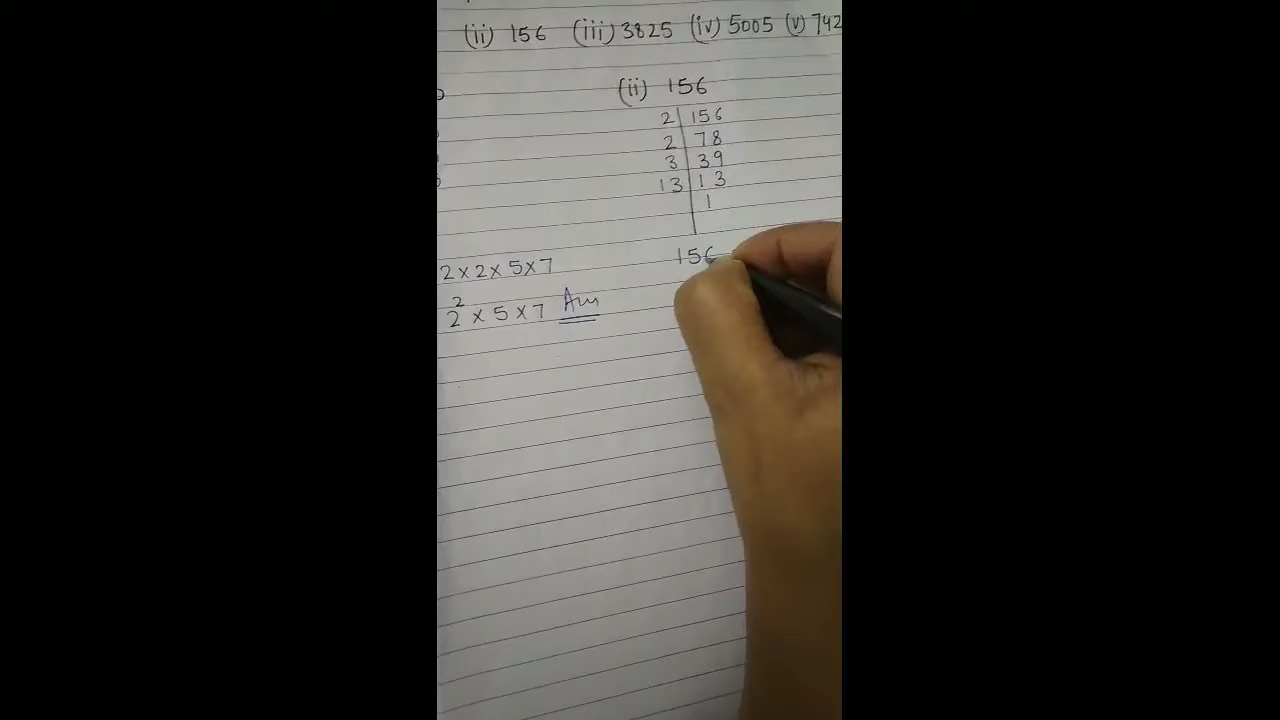 (ii) 156 (iii) 3825 (iv) 5005 (v) 742
(ii) 156
2 | 156
2 | 78
3 | 39
13 | 13
1
2 × 2 × 5 × 7
2² × 5 × 7 Ans
156